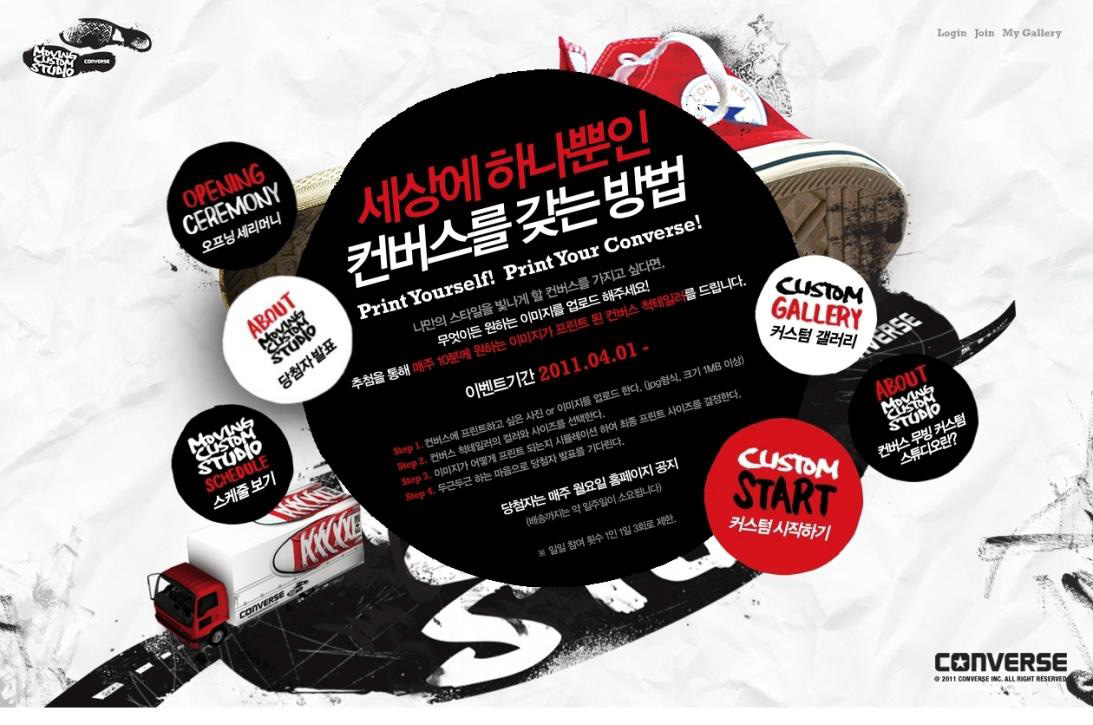 MOVING
CUSTOM
STUDIO
CONVERSE
Login Join My Gallery
세상에 하나뿐인
컨버스를 갖는 방법
Print Yourself! Print Your Converse!
나만의 스타일을 빛나게 할 컨버스를 가지고 싶다면,
무엇이든 원하는 이미지를 업로드 해주세요!
추첨을 통해 매주 10분께 원하는 이미지가 프린트 된 컨버스 척테일러를 드립니다.
이벤트기간 2011.04.01 -
Step 1. 컨버스에 프린트하고 싶은 사진 or 이미지를 업로드 한다. (jpg형식, 크기 1MB 이상)
Step 2. 컨버스 척테일러의 컬러와 사이즈를 선택한다.
Step 3. 이미지가 어떻게 프린트 되는지 시뮬레이션 하여 최종 프린트 사이즈를 결정한다.
Step 4. 두근두근 하는 마음으로 당첨자 발표를 기다린다.
당첨자는 매주 월요일 홈페이지 공지
(배송까지는 약 일주일이 소요됩니다)
※ 일일 참여 횟수 1인 1일 3회로 제한.
OPENING
CEREMONY
오프닝 세리머니
ABOUT
MOVING
CUSTOM
STUDIO
당첨자 발표
MOVING
CUSTOM
STUDIO
SCHEDULE
스케줄 보기
CUSTOM
GALLERY
커스텀 갤러리
ABOUT
MOVING
CUSTOM
STUDIO
컨버스 무빙 커스텀
스튜디오란!?
CUSTOM
START
커스텀 시작하기
CONVERSE
CONVERSE
@ 2011 CONVERSE INC. ALL RIGHT RESERVED